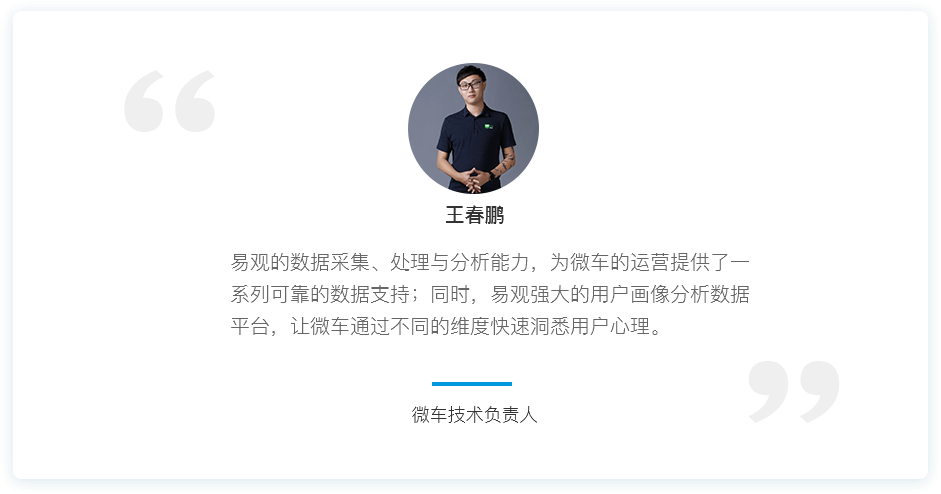 王春鹏
易观的数据采集、处理与分析能力，为微车的运营提供了一
系列可靠的数据支持；同时，易观强大的用户画像分析数据
平台，让微车通过不同的维度快速洞悉用户心理。
微车技术负责人